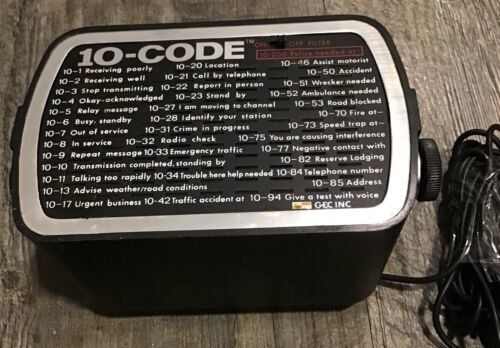 10-CODE™ ON OFF FILTER
10-200 Police needed at
10-1 Receiving poorly 10-20 Location 10-46 Assist motorist
10-2 Receiving well 10-21 Call by telephone 10-50 Accident
10-3 Stop transmitting 10-22 Report in person 10-51 Wrecker needed
10-4 Okay-acknowledged 10-23 Stand by 10-52 Ambulance needed
10-5 Relay message 10-27 I am moving to channel 10-53 Road blocked
10-6 Busy, standby 10-28 Identify your station 10-70 Fire at—
10-7 Out of service 10-31 Crime in progress 10-73 Speed trap at—
10-8 In service 10-32 Radio check 10-75 You are causing interference
10-9 Repeat message 10-33 Emergency traffic 10-77 Negative contact with
10-10 Transmission completed, standing by 10-82 Reserve Lodging
10-11 Talking too rapidly 10-34 Trouble here help needed 10-84 Telephone number
10-13 Advise weather/road conditions 10-85 Address
10-17 Urgent business 10-42 Traffic accident at 10-94 Give a test with voice
GEC INC